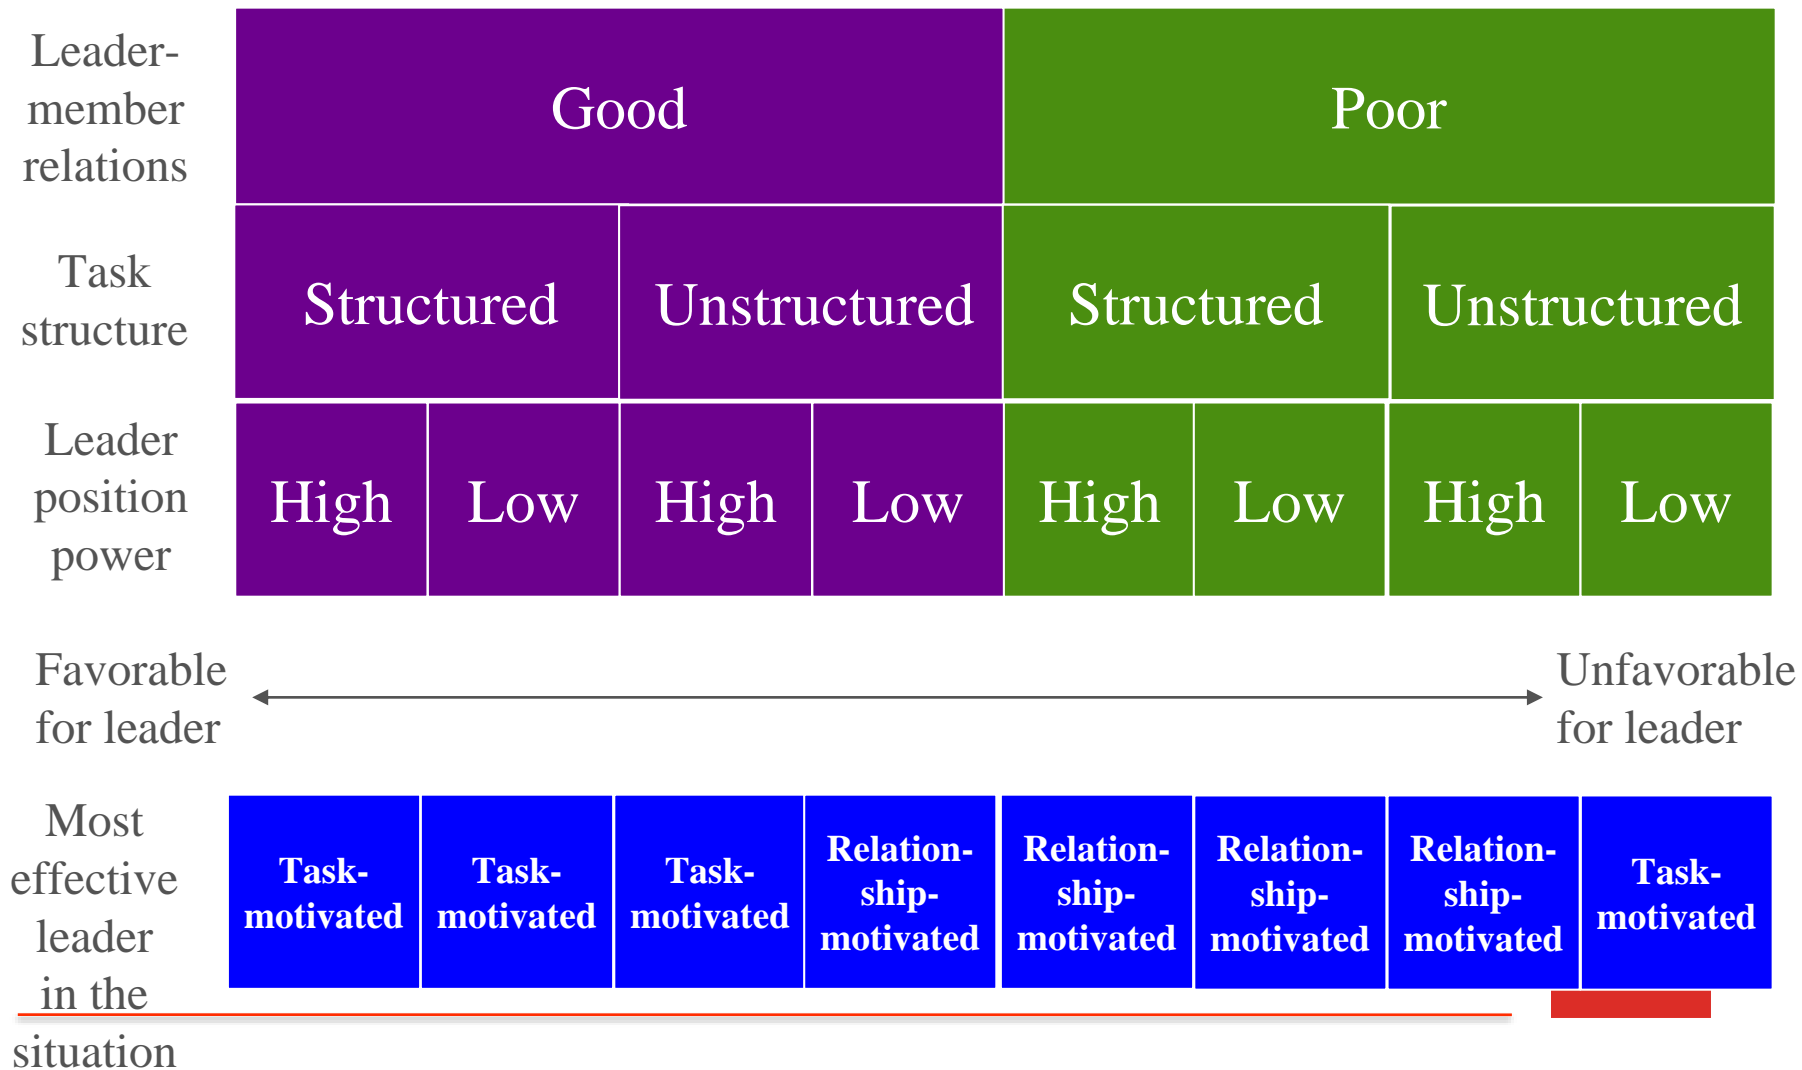 Leader-
member
relations
Good
Poor
Task
structure
Structured
Unstructured
Structured
Unstructured
Leader
position
power
High
Low
High
Low
High
Low
High
Low
Favorable
for leader
Unfavorable
for leader
Most
effective
leader
in the
situation
Task-
motivated
Task-
motivated
Task-
motivated
Relation-
ship-
motivated
Relation-
ship-
motivated
Relation-
ship-
motivated
Relation-
ship-
motivated
Task-
motivated